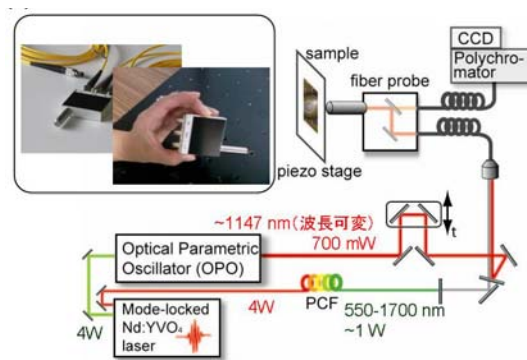 CCD
Polychro-
mator
sample
fiber probe
piezo stage
~1147 nm(波長可変)
700 mW
t
Optical Parametric
Oscillator (OPO)
4W
PCF
550-1700 nm
~1 W
4W
Mode-locked
Nd:YVO₄
laser